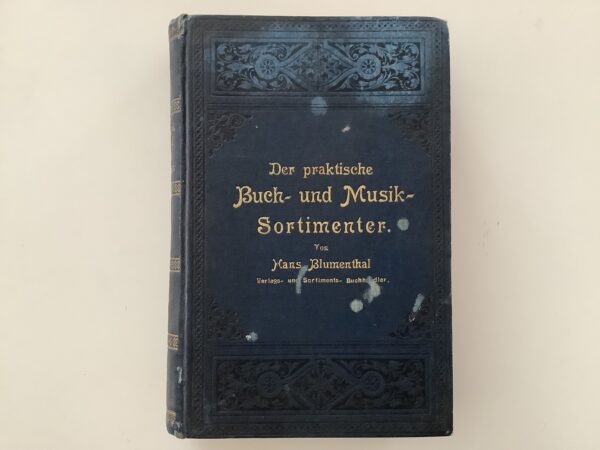 Der praktische
Buch- und Musik-
Sortimenter.
Von
Hans Blumenthal
Verlags- und Sortiments- Buchhändler.